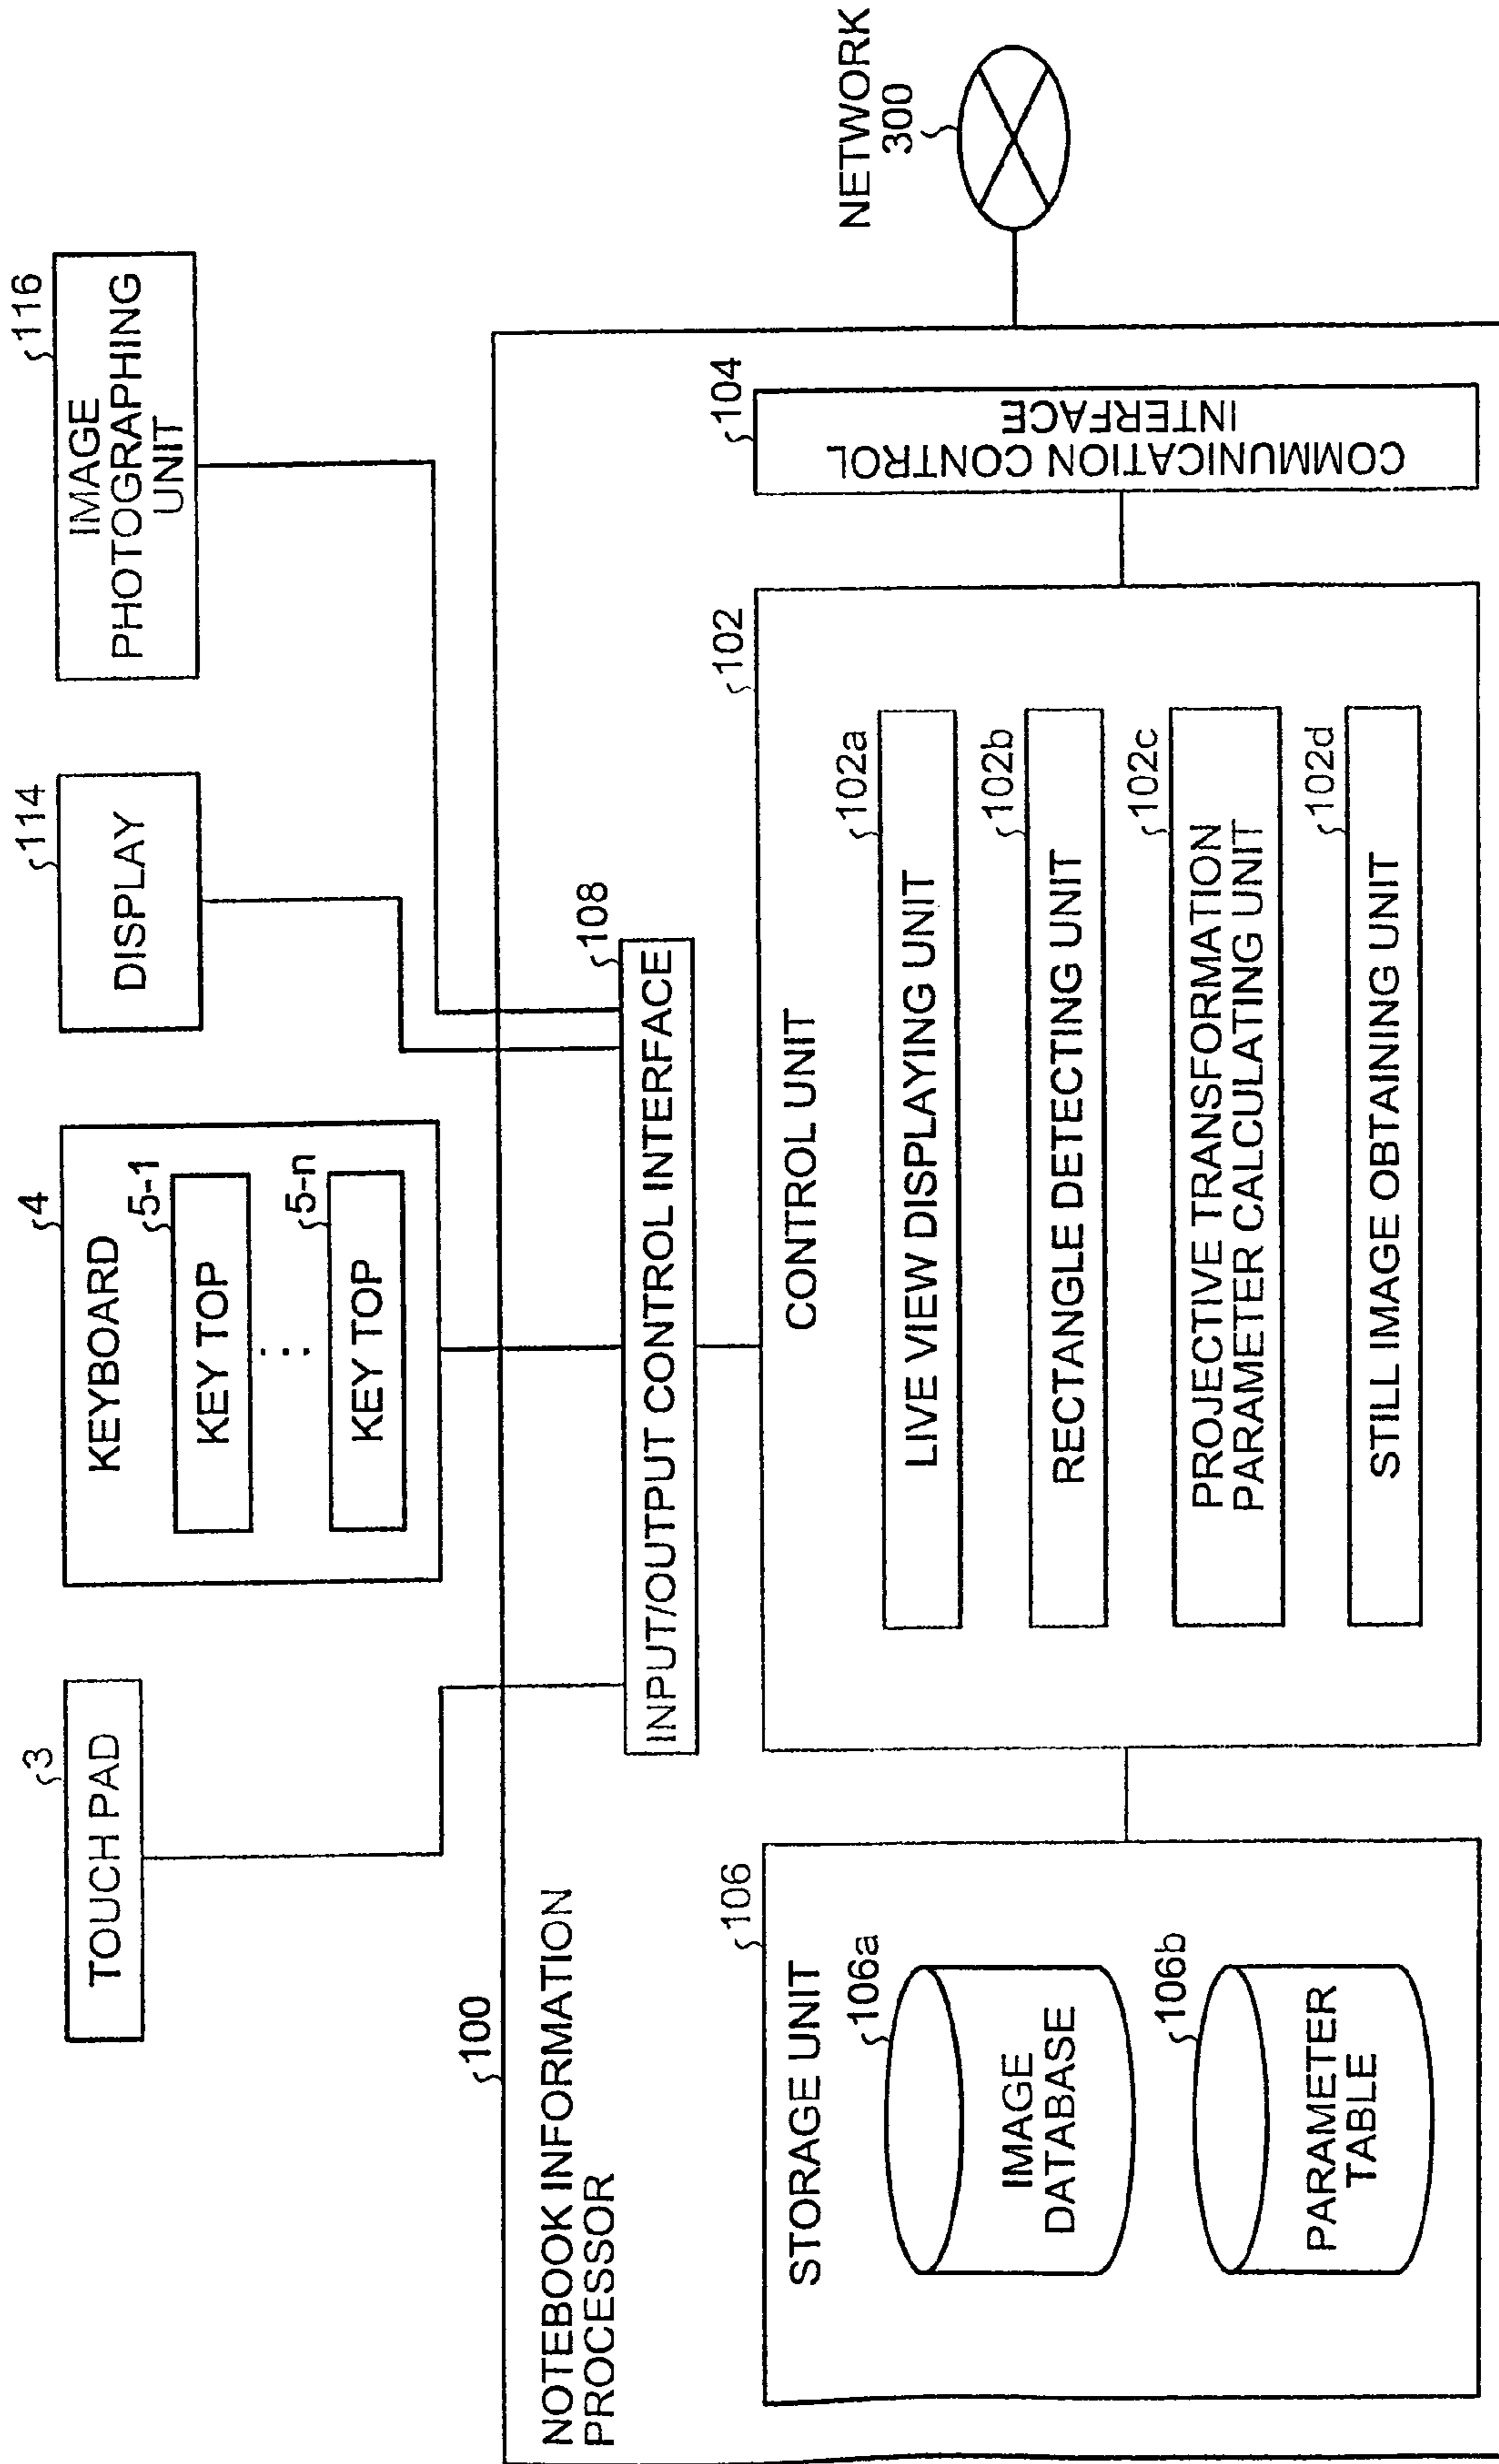 3
TOUCH PAD
4
KEYBOARD
5-1
KEY TOP
...
5-n
KEY TOP
114
DISPLAY
116
IMAGE
PHOTOGRAPHING
UNIT
100
NOTEBOOK INFORMATION
PROCESSOR
108
INPUT/OUTPUT CONTROL INTERFACE
NETWORK
300
106
STORAGE UNIT
106a
IMAGE
DATABASE
106b
PARAMETER
TABLE
102
CONTROL UNIT
102a
LIVE VIEW DISPLAYING UNIT
102b
RECTANGLE DETECTING UNIT
102c
PROJECTIVE TRANSFORMATION
PARAMETER CALCULATING UNIT
102d
STILL IMAGE OBTAINING UNIT
104
COMMUNICATION CONTROL
INTERFACE